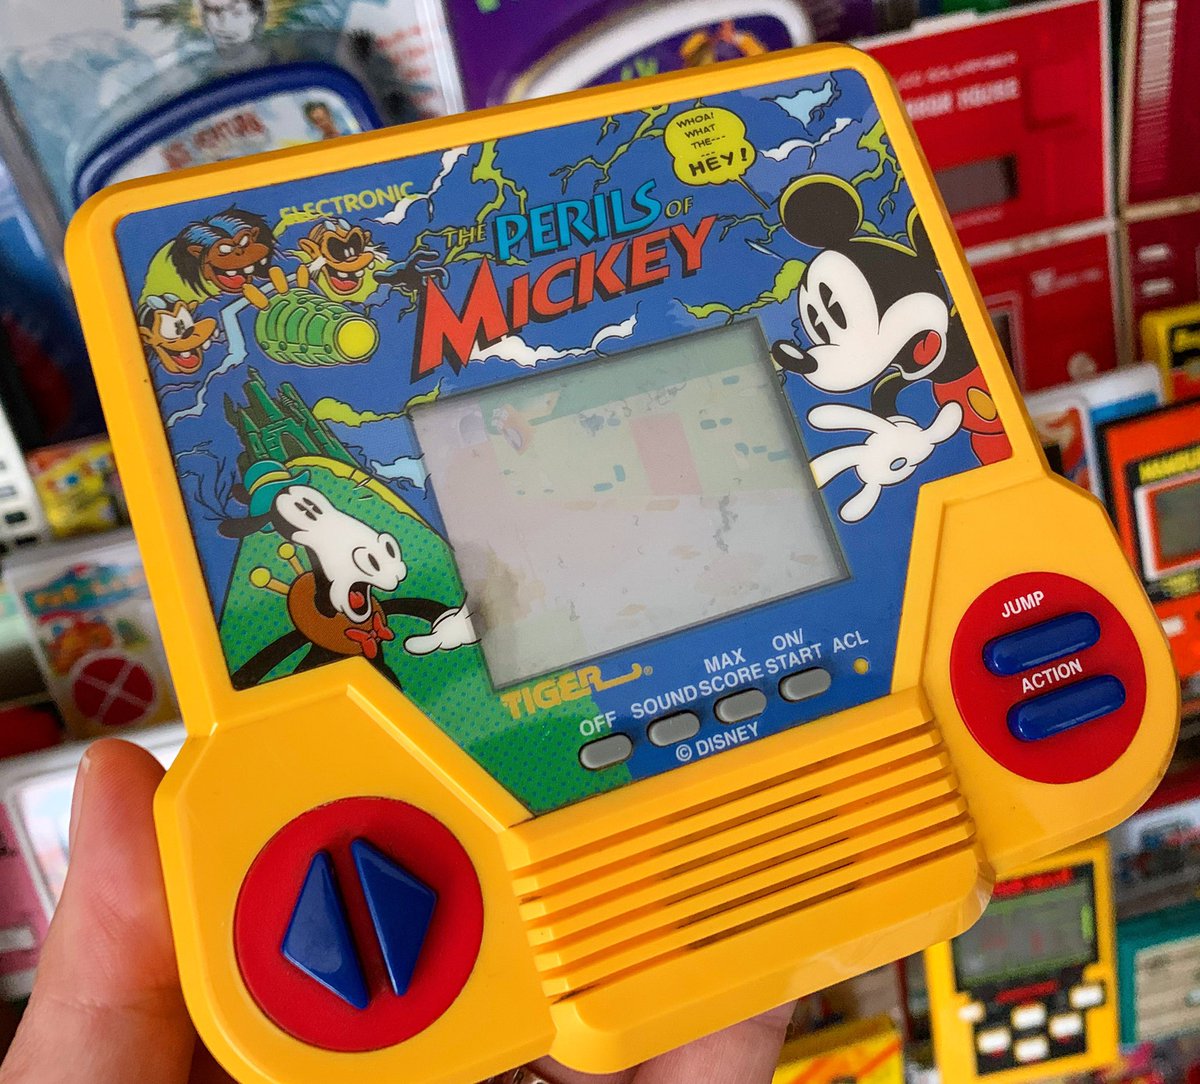 WHOA!
WHAT
THE---
---
HEY!
ELECTRONIC
THE PERILS OF
MICKEY
TIGER®
OFF
SOUND
MAX
SCORE
ON/
START
ACL
© DISNEY
JUMP
ACTION